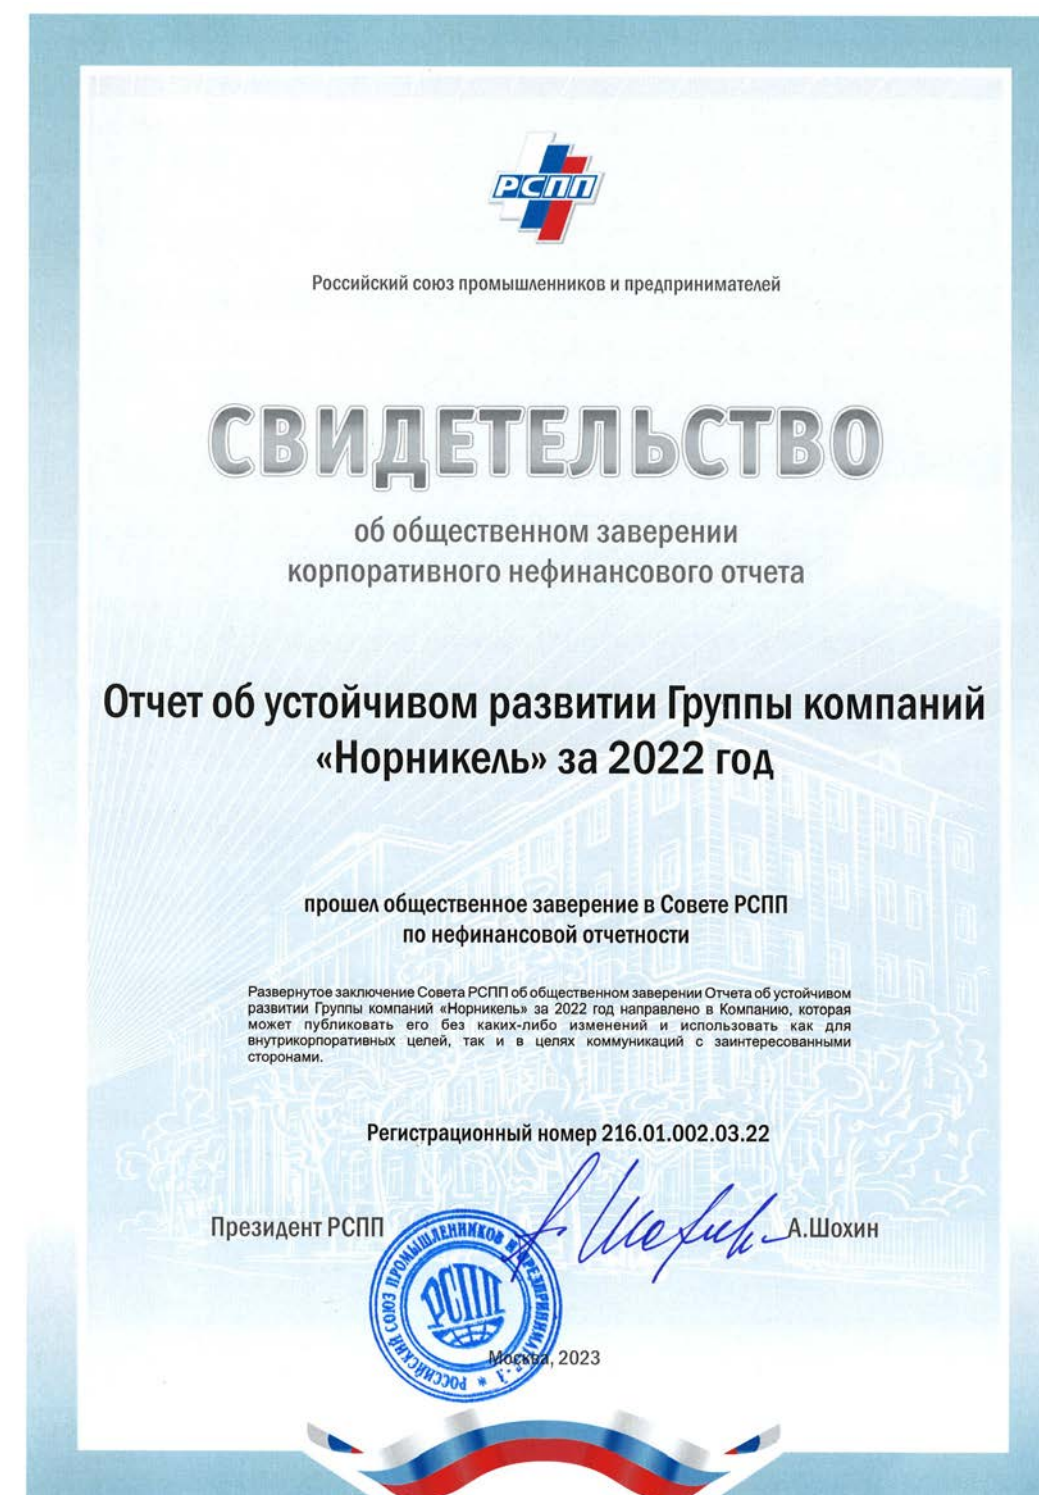 РСПП
Российский союз промышленников и предпринимателей
СВИДЕТЕЛЬСТВО
об общественном заверении
корпоративного нефинансового отчета
Отчет об устойчивом развитии Группы компаний
«Норникель» за 2022 год
прошел общественное заверение в Совете РСПП
по нефинансовой отчетности
Развернутое заключение Совета РСПП об общественном заверении Отчета об устойчивом
развитии Группы компаний «Норникель» за 2022 год направлено в Компанию, которая
может публиковать его без каких-либо изменений и использовать как для
внутрикорпоративных целей, так и в целях коммуникаций с заинтересованными
сторонами.
Регистрационный номер 216.01.002.03.22
Президент РСПП
А.Шохин
РОССИЙСКИЙ СОЮЗ ПРОМЫШЛЕННИКОВ И
РСПП
Москва, 2023